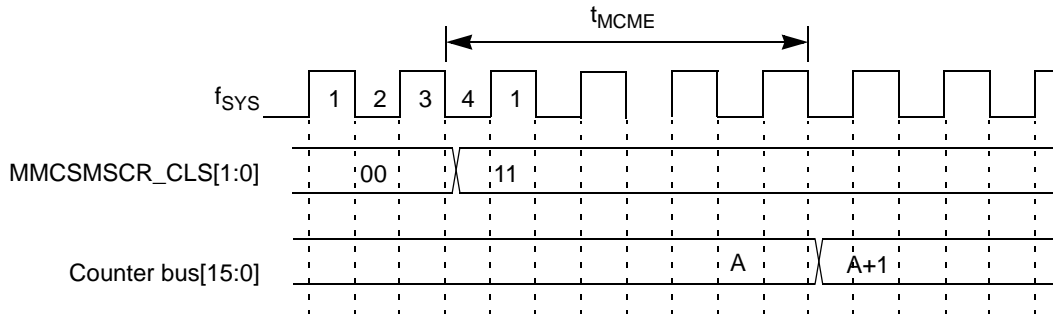 tMCME
fSYS 1 2 3 4 1
MMCSMSCR_CLS[1:0] 00 11
Counter bus[15:0] A A+1